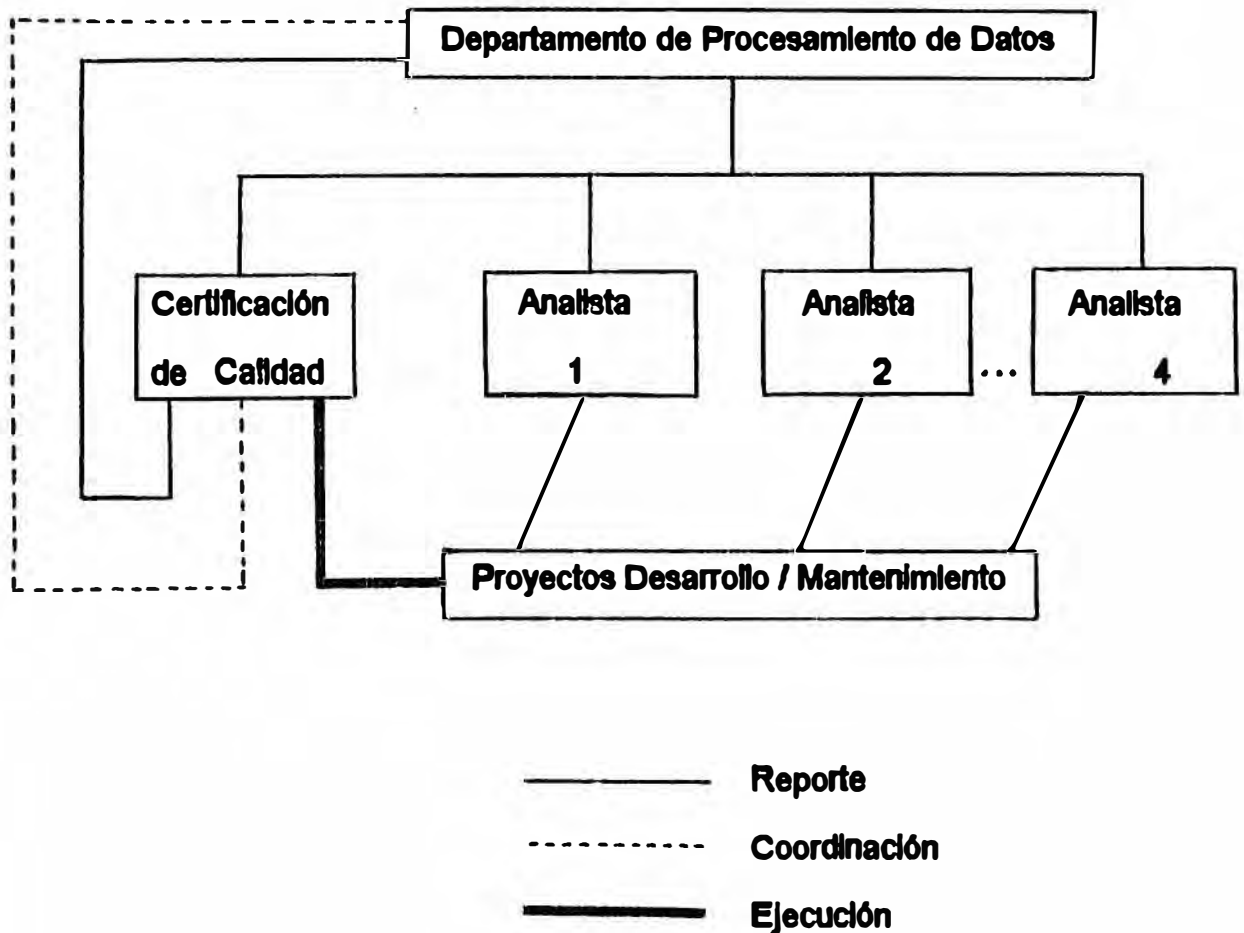 Departamento de Procesamiento de Datos
Certificación
de Calidad
Analista
1
Analista
2
...
Analista
4
Proyectos Desarrollo / Mantenimiento
Reporte
Coordinación
Ejecución